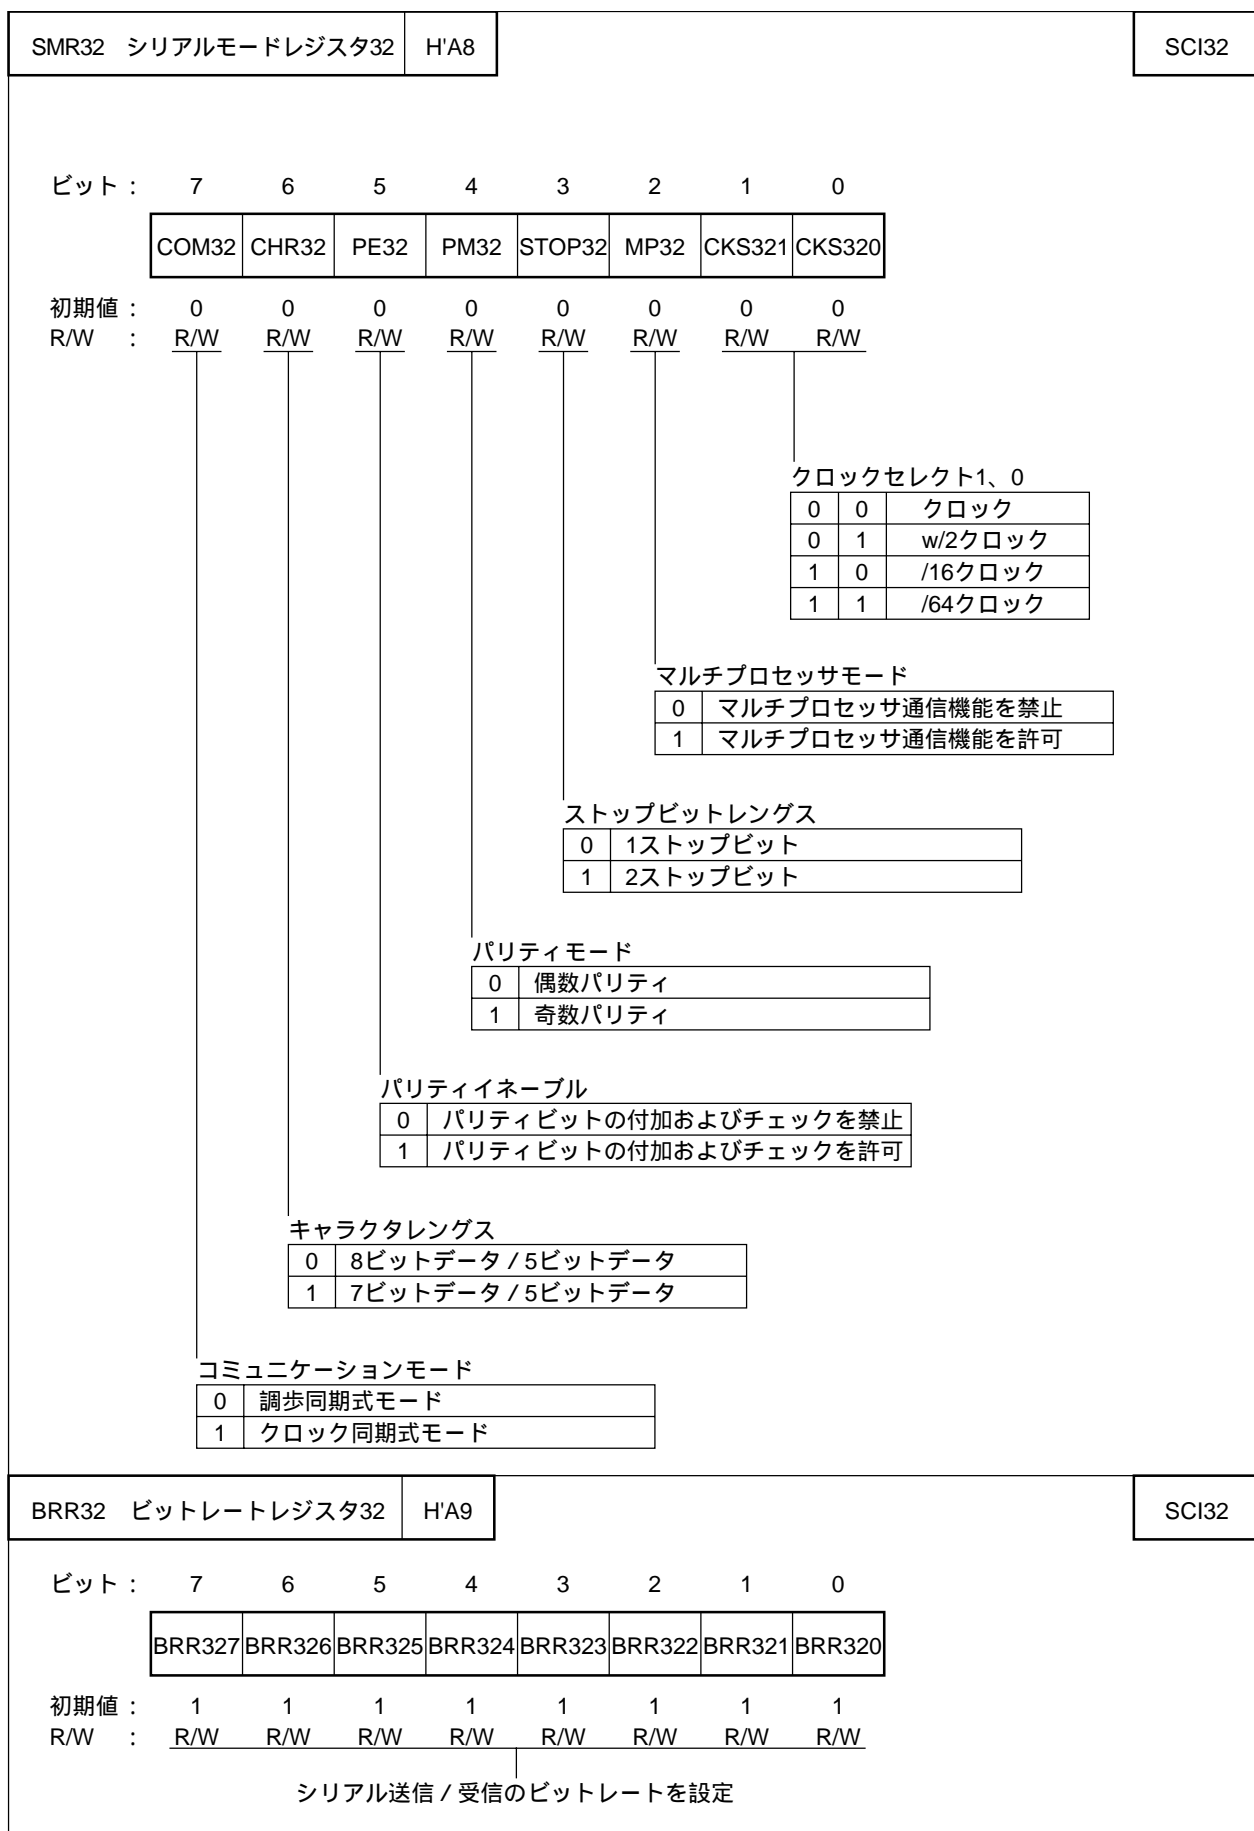 SMR32 シリアルモードレジスタ32 H'A8 SCI32
ビット： 7 6 5 4 3 2 1 0
COM32 CHR32 PE32 PM32 STOP32 MP32 CKS321 CKS320
初期値： 0 0 0 0 0 0 0 0
R/W ： R/W R/W R/W R/W R/W R/W R/W R/W
クロックセレクト1、0
0 0 クロック
0 1 w/2クロック
1 0 /16クロック
1 1 /64クロック
マルチプロセッサモード
0 マルチプロセッサ通信機能を禁止
1 マルチプロセッサ通信機能を許可
ストップビットレングス
0 1ストップビット
1 2ストップビット
パリティモード
0 偶数パリティ
1 奇数パリティ
パリティイネーブル
0 パリティビットの付加およびチェックを禁止
1 パリティビットの付加およびチェックを許可
キャラクタレングス
0 8ビットデータ / 5ビットデータ
1 7ビットデータ / 5ビットデータ
コミュニケーションモード
0 調歩同期式モード
1 クロック同期式モード
BRR32 ビットレートレジスタ32 H'A9 SCI32
ビット： 7 6 5 4 3 2 1 0
BRR327 BRR326 BRR325 BRR324 BRR323 BRR322 BRR321 BRR320
初期値： 1 1 1 1 1 1 1 1
R/W ： R/W R/W R/W R/W R/W R/W R/W R/W
シリアル送信 / 受信のビットレートを設定